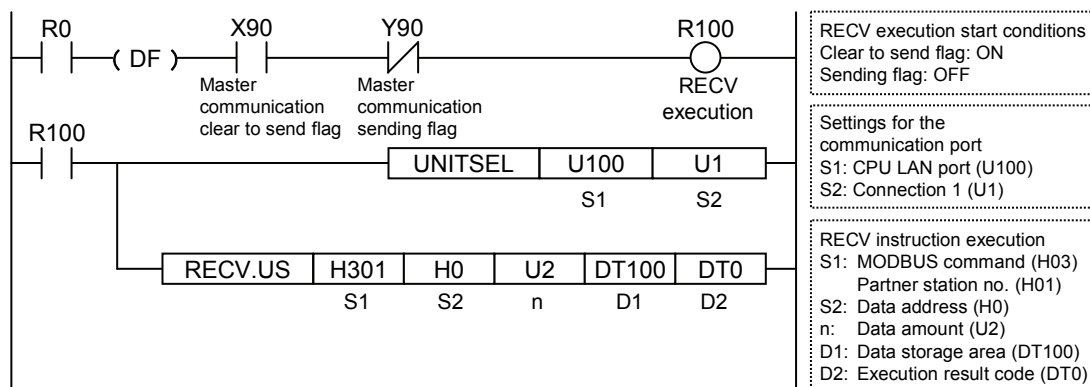 R0 X90 Y90 R100
( DF )
Master
communication
clear to send flag
Master
communication
sending flag
RECV
execution
R100
UNITSEL U100 U1
S1 S2
RECV.US H301 H0 U2 DT100 DT0
S1 S2 n D1 D2
RECV execution start conditions
Clear to send flag: ON
Sending flag: OFF
Settings for the
communication port
S1: CPU LAN port (U100)
S2: Connection 1 (U1)
RECV instruction execution
S1: MODBUS command (H03)
Partner station no. (H01)
S2: Data address (H0)
n: Data amount (U2)
D1: Data storage area (DT100)
D2: Execution result code (DT0)